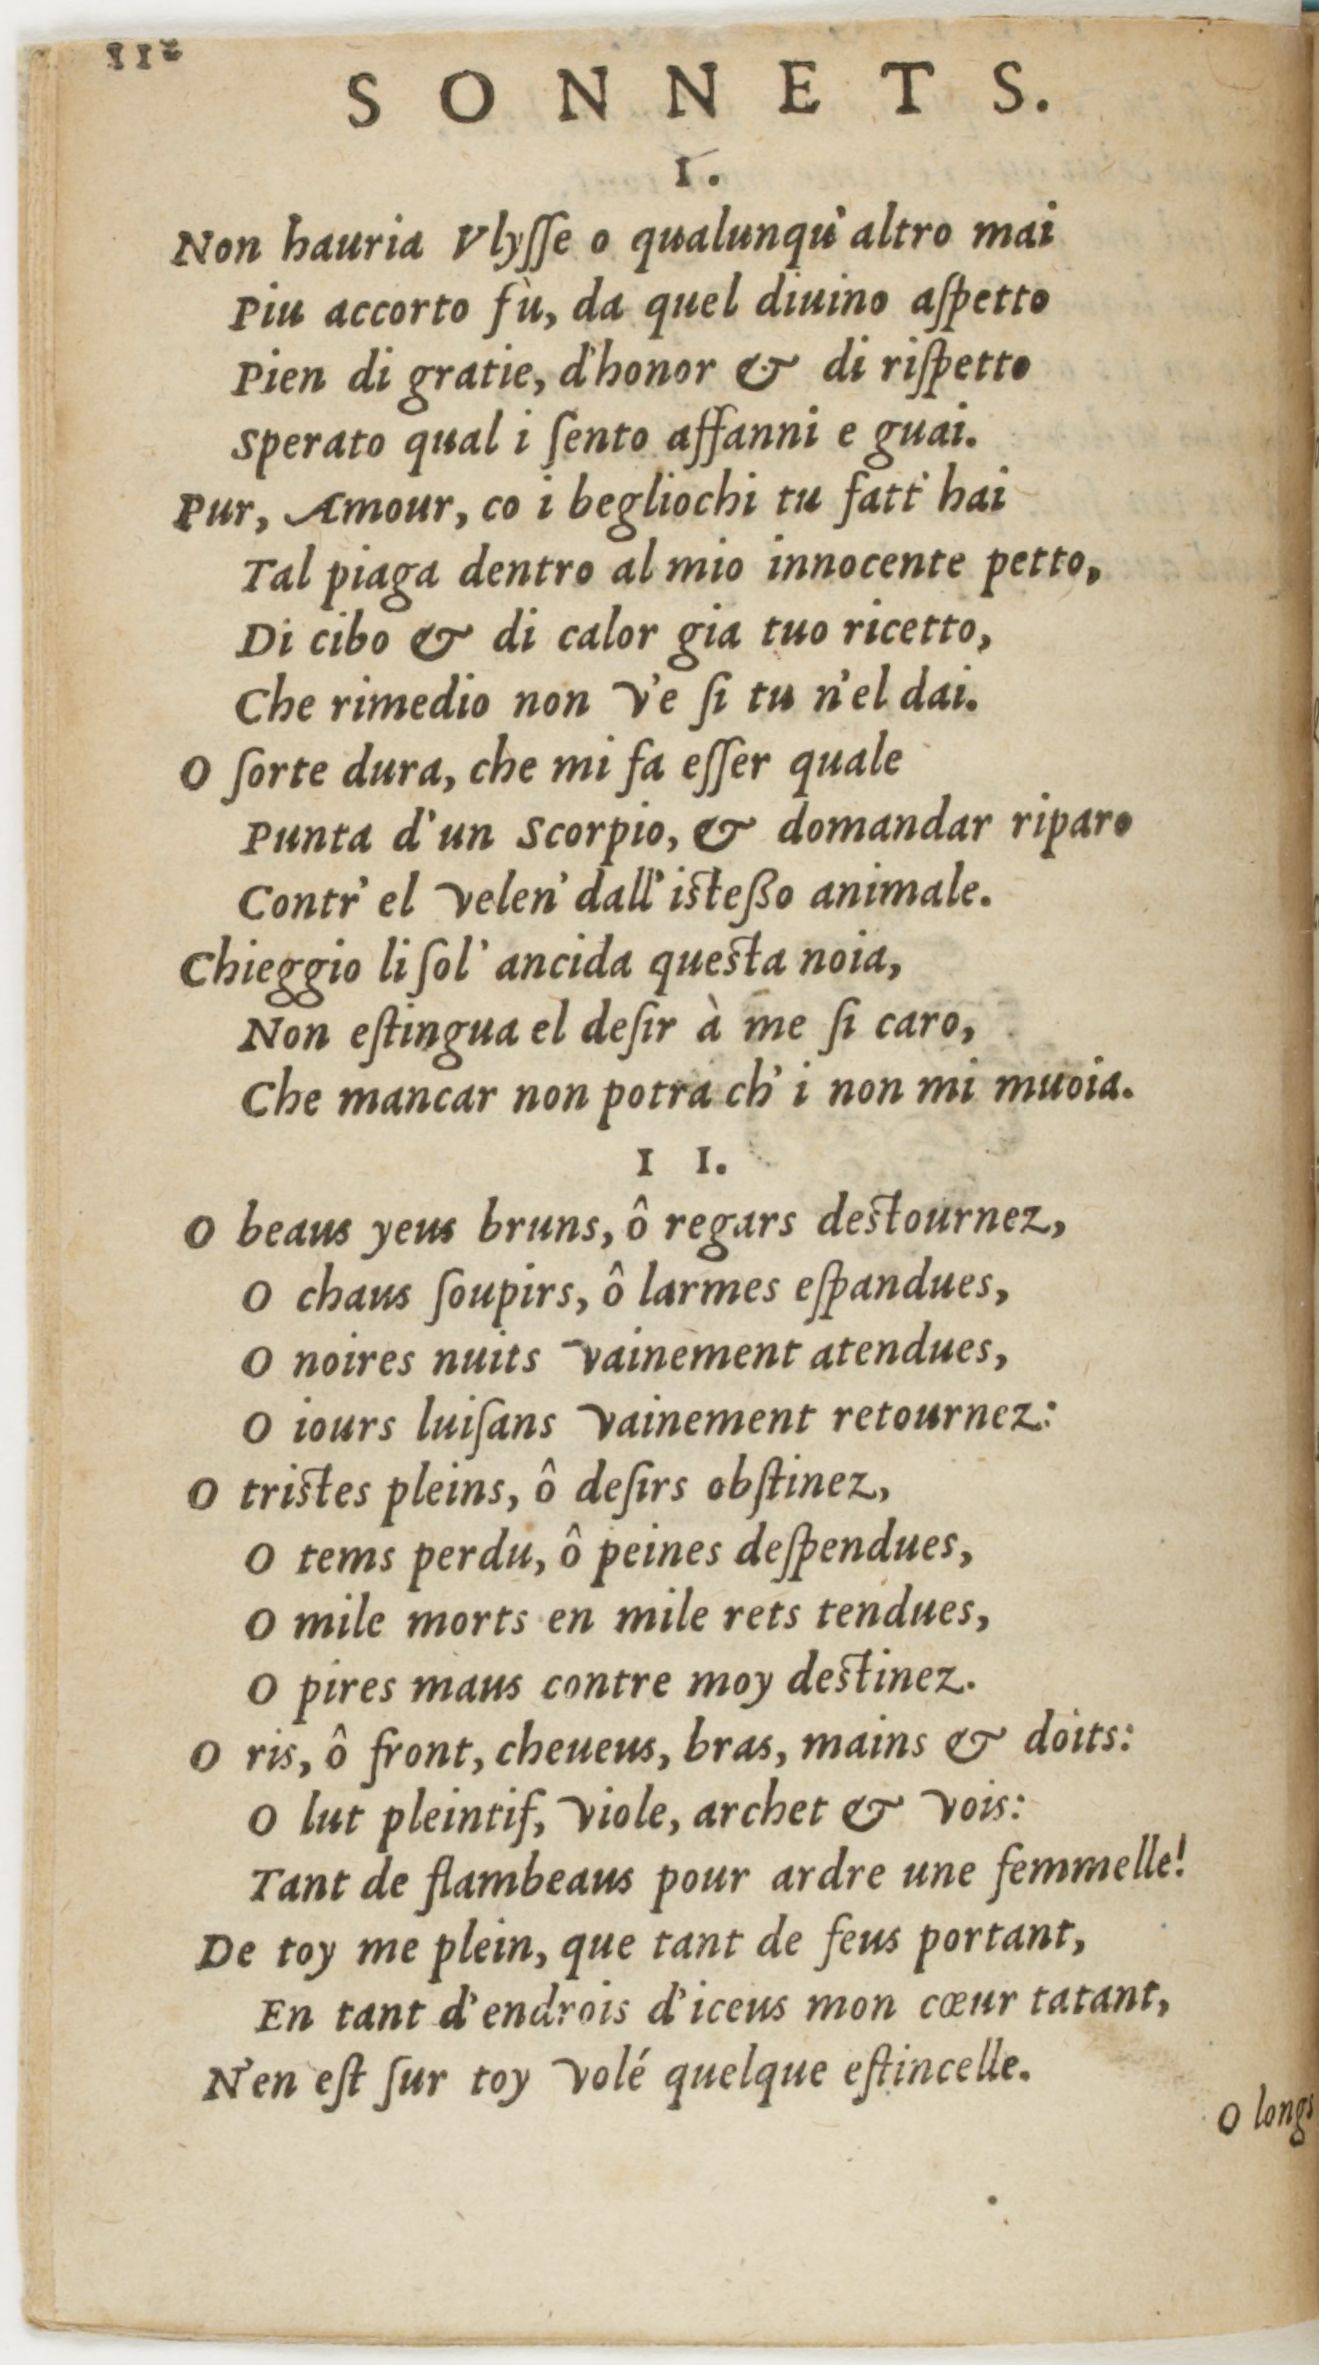 112
SONNETS.
I.
Non hauria Vlyſſe o qualunqu' altro mai
Piu accorto fù, da quel diuino aſpetto
Pien di gratie, d'honor & di riſpetto
Sperato qual i ſento affanni e guai.
Pur, Amour, co i begliochi tu fatt' hai
Tal piaga dentro al mio innocente petto,
Di cibo & di calor gia tuo ricetto,
Che rimedio non v'e ſi tu n'el dai.
O ſorte dura, che mi fa eſſer quale
Punta d'un Scorpio, & domandar riparo
Contr' el velen' dall' iſteßo animale.
Chieggio li ſol' ancida queſta noia,
Non eſtingua el deſir à me ſi caro,
Che mancar non potra ch' i non mi muoia.
I I.
O beaus yeus bruns, ô regars deſtournez,
O chaus ſoupirs, ô larmes eſpandues,
O noires nuits vainement atendues,
O iours luiſans vainement retournez:
O triſtes pleins, ô deſirs obſtinez,
O tems perdu, ô peines deſpendues,
O mile morts en mile rets tendues,
O pires maus contre moy deſtinez.
O ris, ô front, cheueus, bras, mains & doits:
O lut pleintif, viole, archet & vois:
Tant de flambeaus pour ardre une femmelle!
De toy me plein, que tant de feus portant,
En tant d'endrois d'iceus mon cœur tatant,
N'en eſt ſur toy volé quelque eſtincelle.
O longs